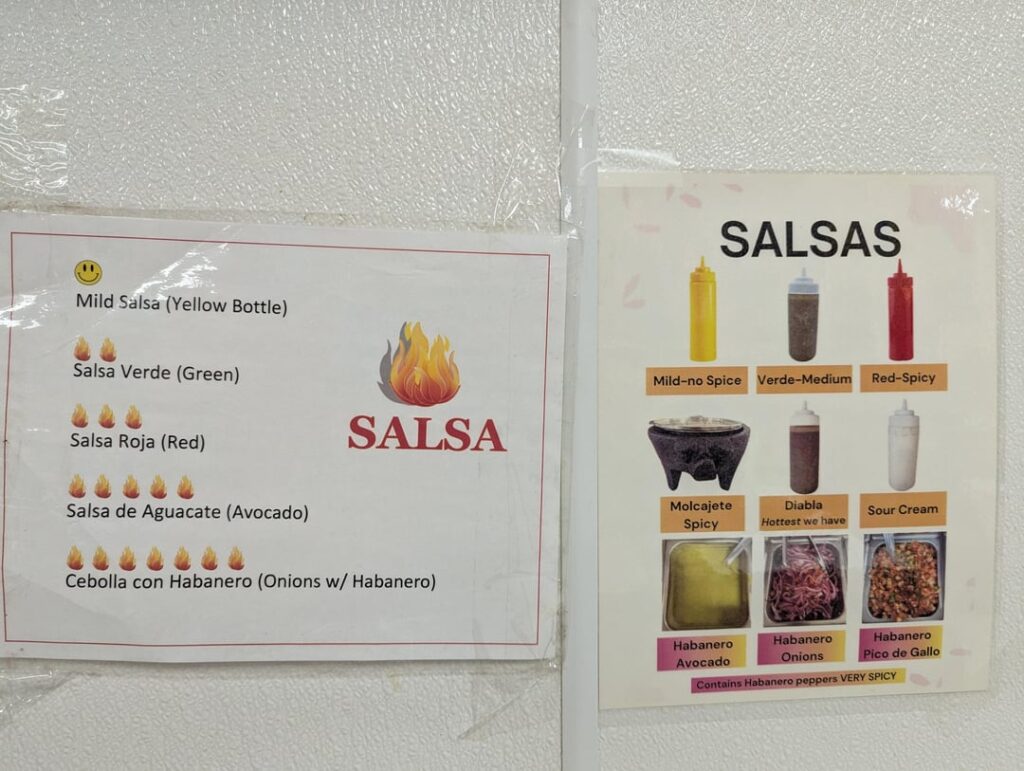 Mild Salsa (Yellow Bottle)
Salsa Verde (Green)
Salsa Roja (Red)
Salsa de Aguacate (Avocado)
Cebolla con Habanero (Onions w/ Habanero)
SALSA
SALSAS
Mild-no Spice
Verde-Medium
Red-Spicy
Molcajete
Spicy
Diabla
Hottest we have
Sour Cream
Habanero
Avocado
Habanero
Onions
Habanero
Pico de Gallo
Contains Habanero peppers VERY SPICY